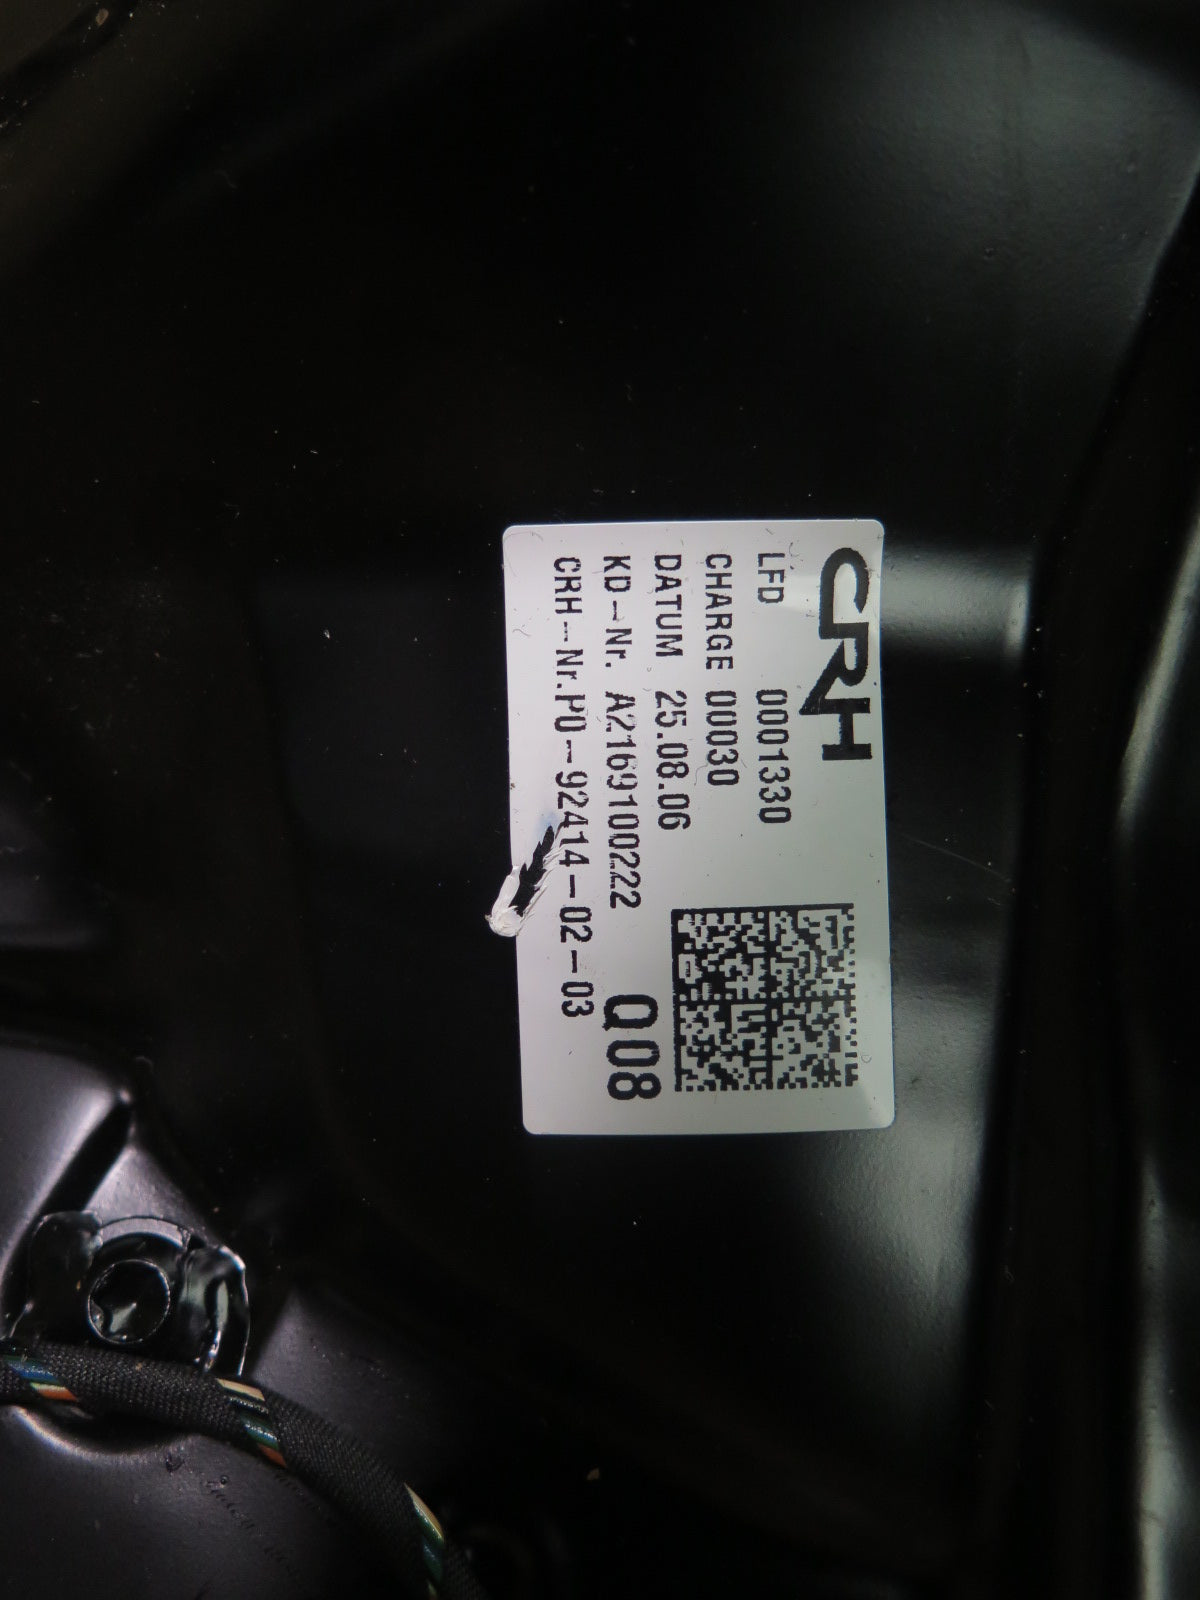 CRH
LFD 0001330
CHARGE 00030
DATUM 25.08.06
KD-Nr. A2169100222
CRH-Nr.P0-92414-02-03
Q08